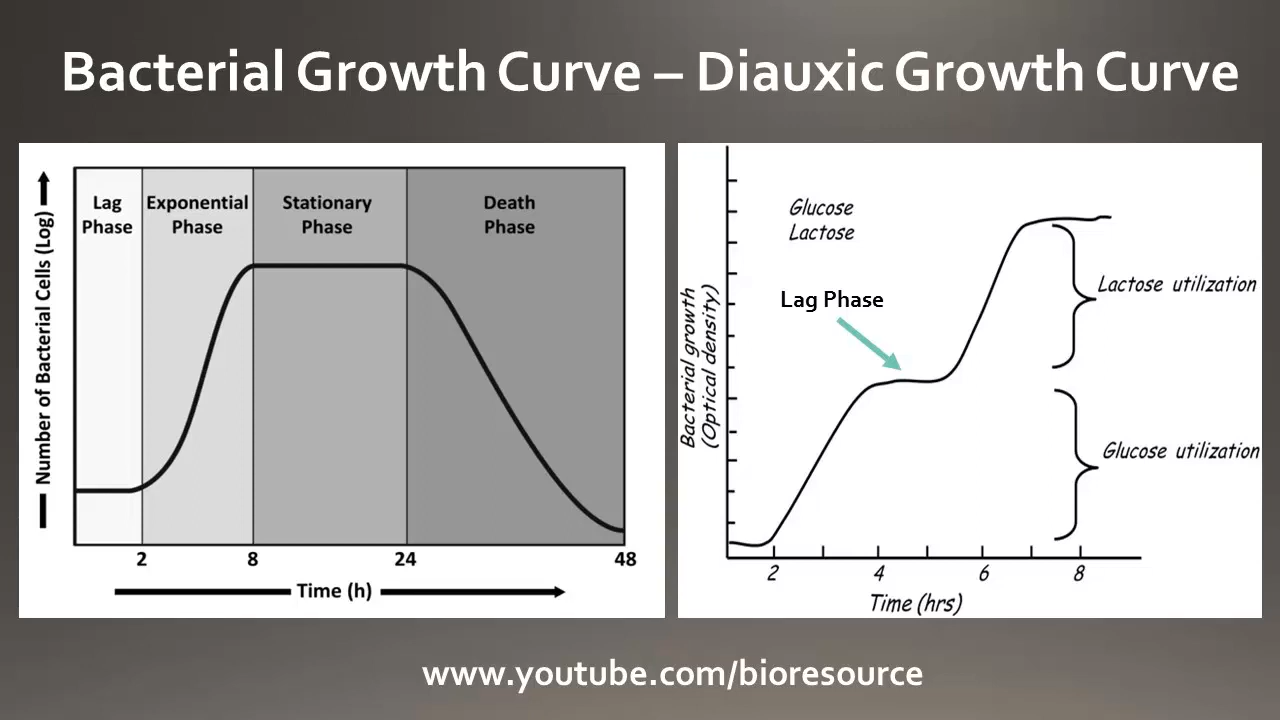 Bacterial Growth Curve – Diauxic Growth Curve
Number of Bacterial Cells (Log)
Lag
Phase
Exponential
Phase
Stationary
Phase
Death
Phase
2 8 24 48
Time (h)
Bacterial growth
(Optical density)
Glucose
Lactose
Lag Phase
Lactose utilization
Glucose utilization
2 4 6 8
Time (hrs)
www.youtube.com/bioresource